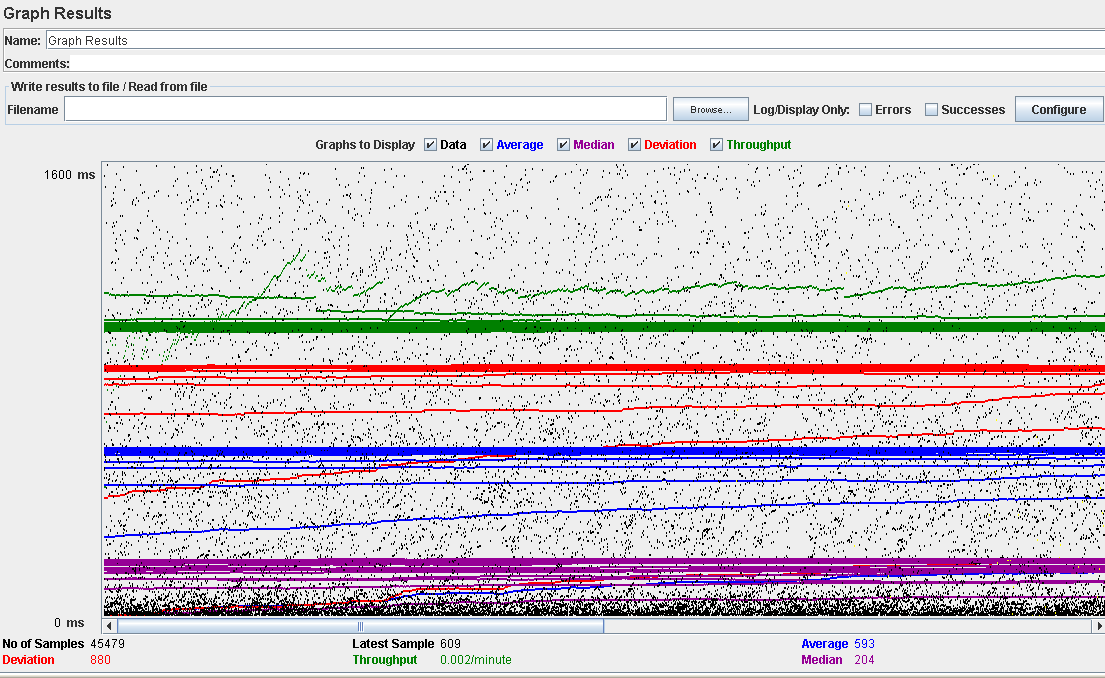 Graph Results
Name: Graph Results
Comments:
Write results to file / Read from file
Filename Browse... Log/Display Only: Errors Successes Configure
Graphs to Display Data Average Median Deviation Throughput
1600 ms
0 ms
No of Samples 45479 Latest Sample 609 Average 593
Deviation 880 Throughput 0.002/minute Median 204